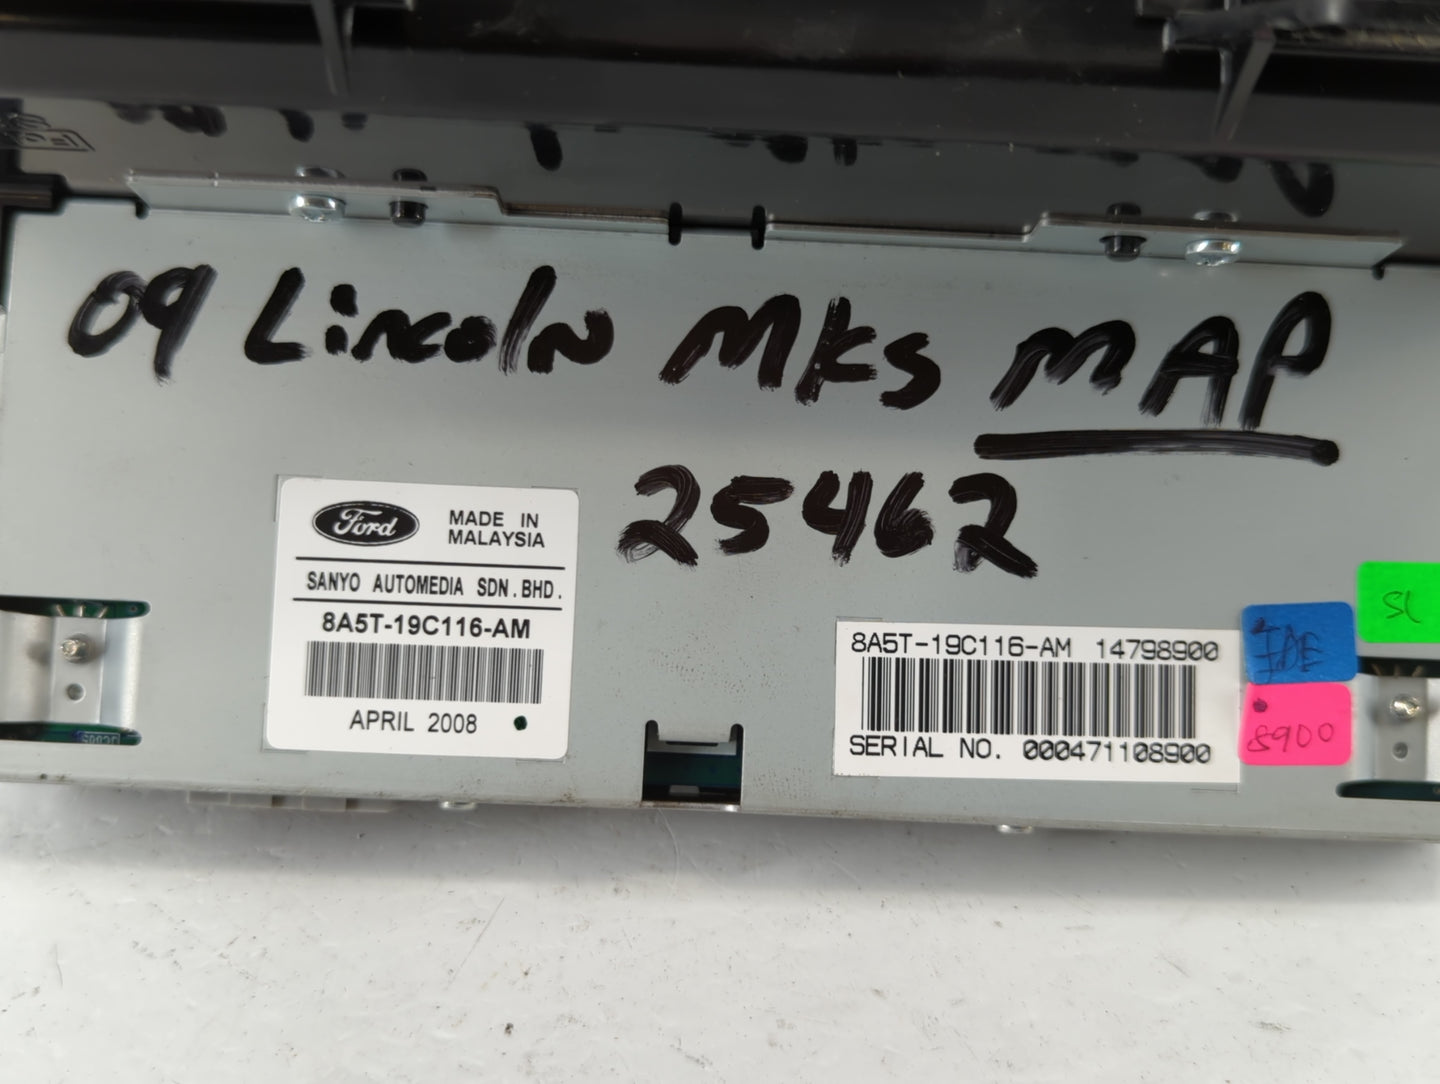 09 Lincoln Mks MAP
25462
Ford
MADE IN
MALAYSIA
SANYO AUTOMEDIA SDN.BHD.
8A5T-19C116-AM
APRIL 2008
8A5T-19C116-AM 14798900
SERIAL NO. 000471108900
SL
8900